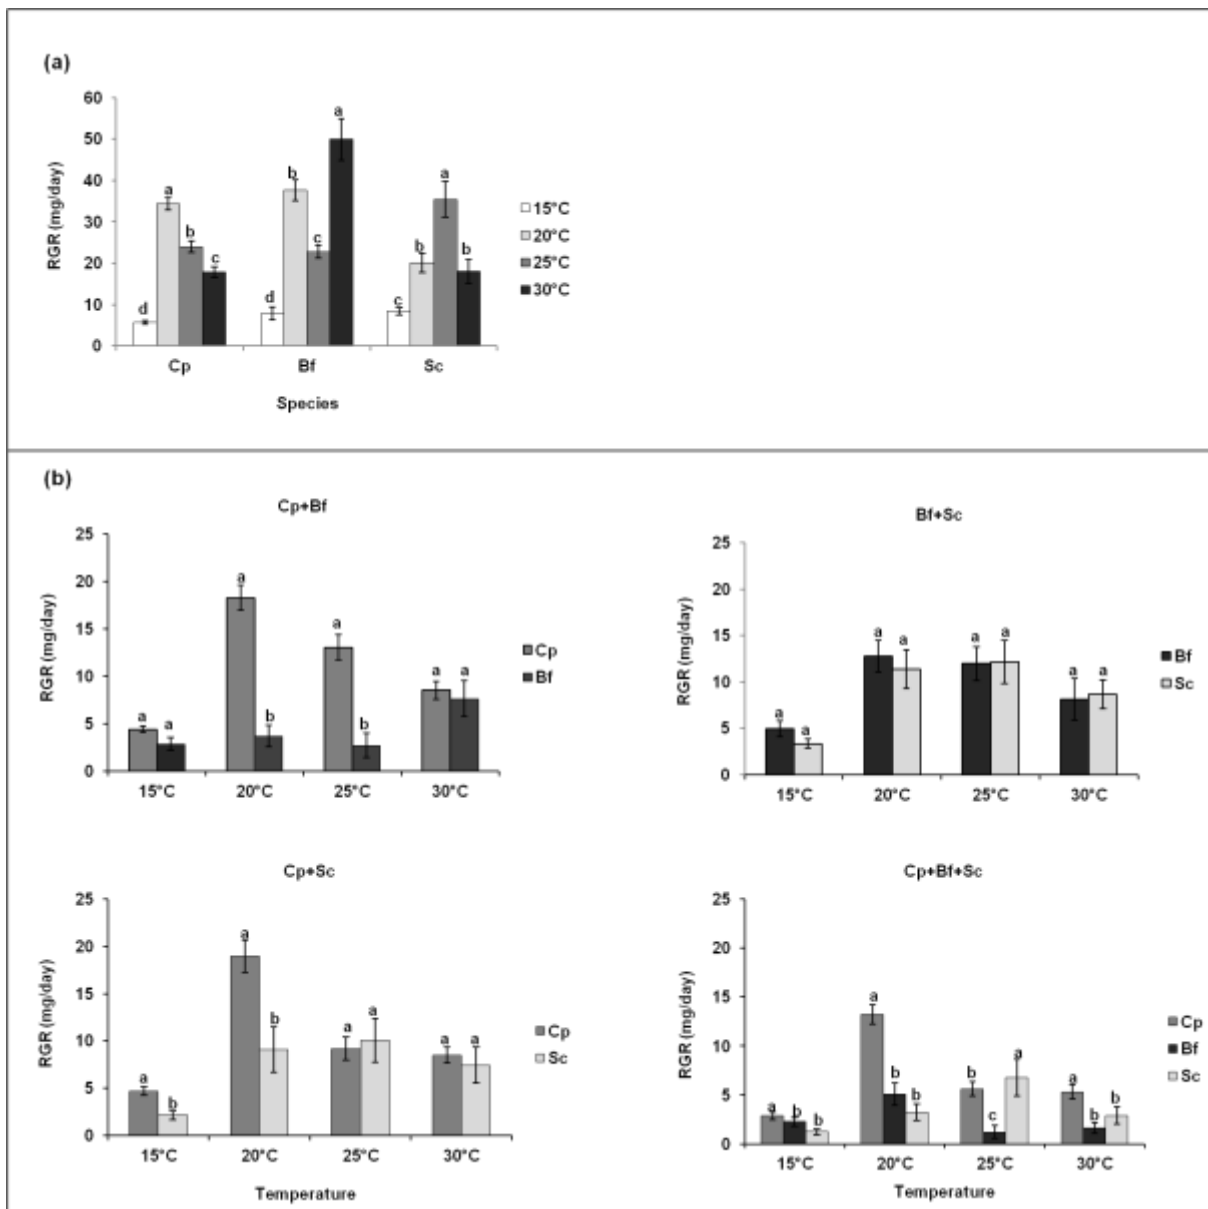 (a)
60
50
40
30
20
10
0
RGR (mg/day)
d
a
b
c
d
b
c
a
c
b
a
b
Cp Bf Sc
Species
15°C
20°C
25°C
30°C
(b)
Cp+Bf
25
20
15
10
5
0
RGR (mg/day)
a a
a b
a b
a a
15°C 20°C 25°C 30°C
Cp
Bf
Bf+Sc
25
20
15
10
5
0
RGR (mg/day)
a a
a a
a a
a a
15°C 20°C 25°C 30°C
Bf
Sc
Cp+Sc
25
20
15
10
5
0
RGR (mg/day)
a b
a b
a a
a a
15°C 20°C 25°C 30°C
Temperature
Cp
Sc
Cp+Bf+Sc
25
20
15
10
5
0
RGR (mg/day)
a b b
a b b
b c a
a b b
15°C 20°C 25°C 30°C
Temperature
Cp
Bf
Sc